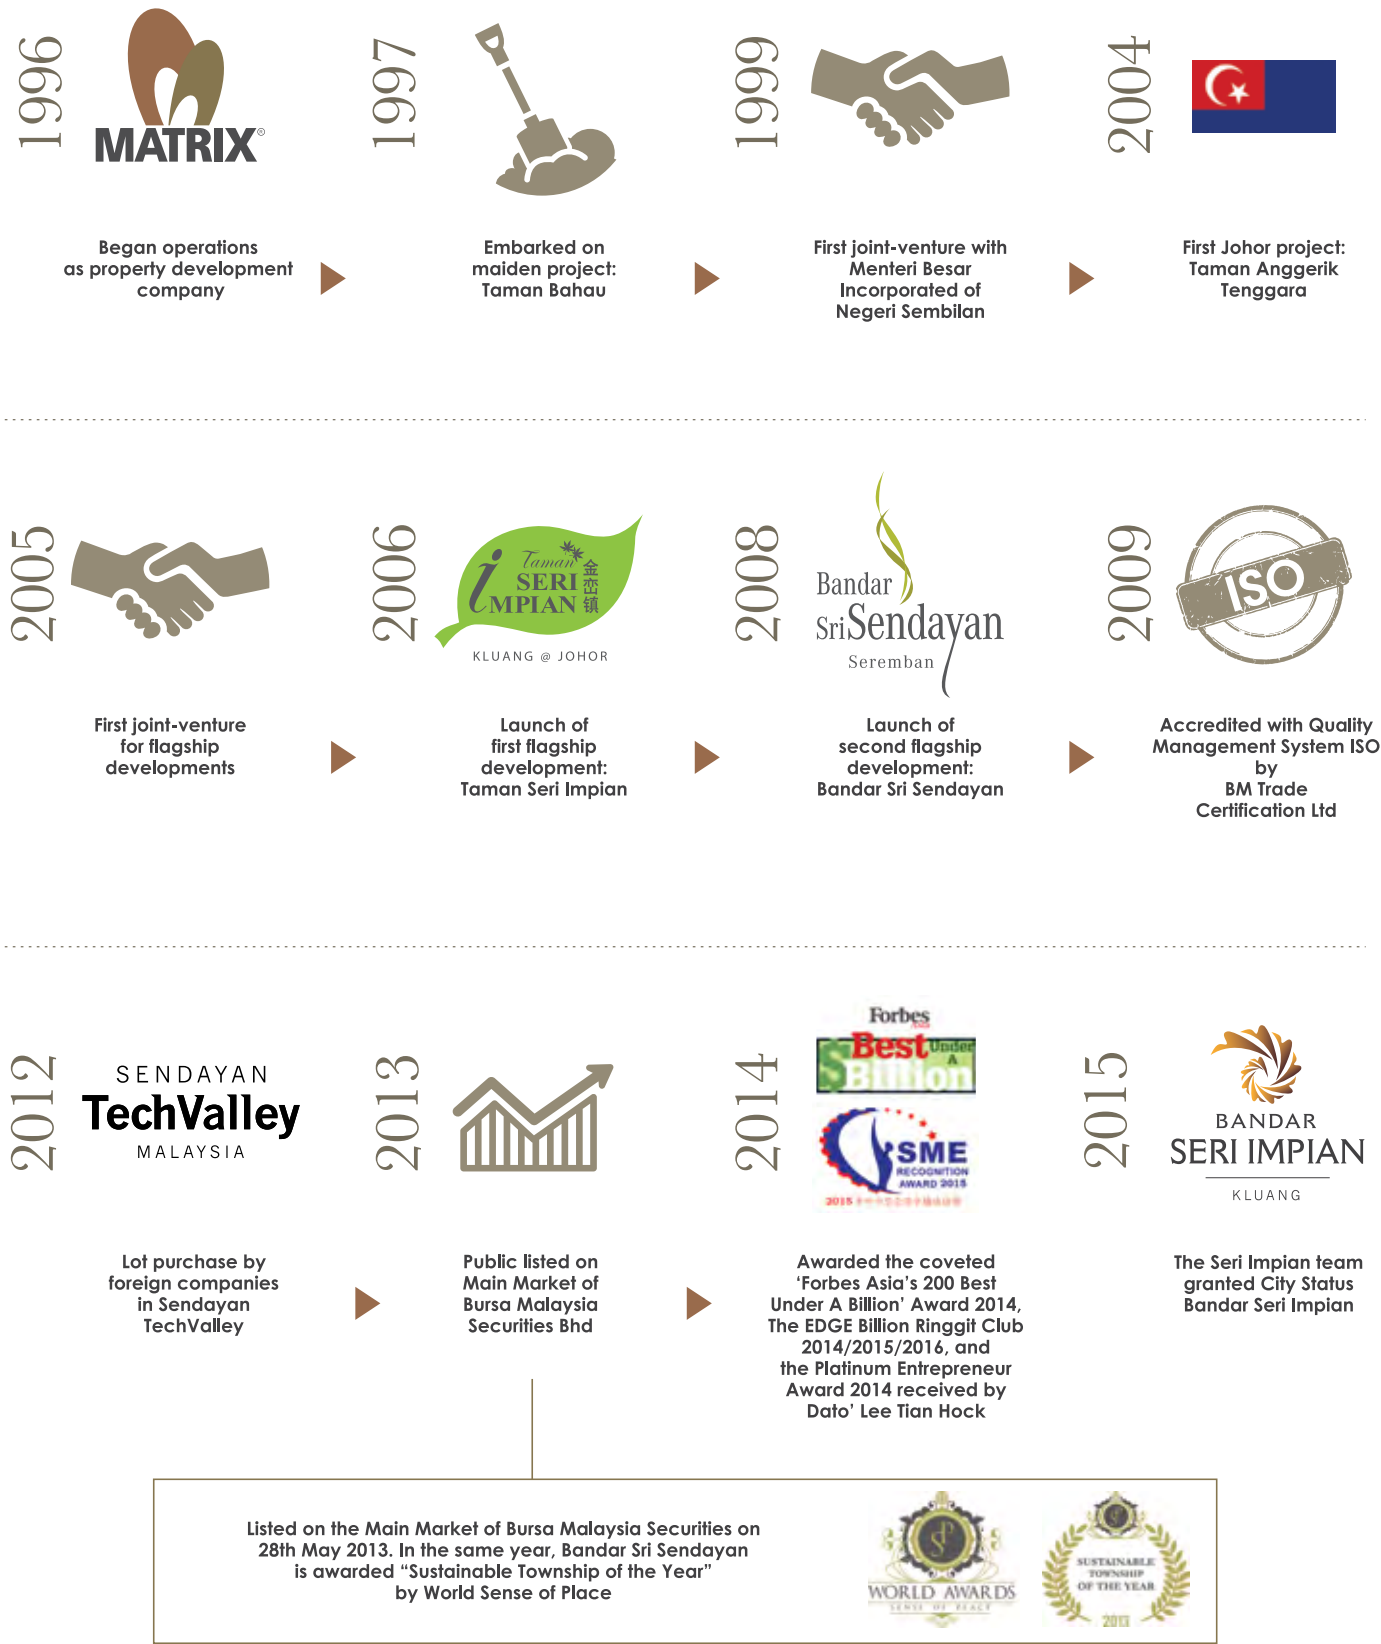 1996
MATRIX®
Began operations
as property development
company
1997
Embarked on
maiden project:
Taman Bahau
1999
First joint-venture with
Menteri Besar
Incorporated of
Negeri Sembilan
2004
First Johor project:
Taman Anggerik
Tenggara
2005
First joint-venture
for flagship
developments
2006
Taman
SERI
iMPIAN
金峦镇
KLUANG @ JOHOR
Launch of
first flagship
development:
Taman Seri Impian
2008
Bandar
Sri Sendayan
Seremban
Launch of
second flagship
development:
Bandar Sri Sendayan
2009
ISO
Accredited with Quality
Management System ISO
by
BM Trade
Certification Ltd
2012
SENDAYAN
TechValley
MALAYSIA
Lot purchase by
foreign companies
in Sendayan
TechValley
2013
Public listed on
Main Market of
Bursa Malaysia
Securities Bhd
2014
Forbes
Asia
Best Under
A
$Billion
SME
RECOGNITION
AWARD 2015
2015
Awarded the coveted
‘Forbes Asia’s 200 Best
Under A Billion’ Award 2014,
The EDGE Billion Ringgit Club
2014/2015/2016, and
the Platinum Entrepreneur
Award 2014 received by
Dato’ Lee Tian Hock
2015
BANDAR
SERI IMPIAN
KLUANG
The Seri Impian team
granted City Status
Bandar Seri Impian
Listed on the Main Market of Bursa Malaysia Securities on
28th May 2013. In the same year, Bandar Sri Sendayan
is awarded “Sustainable Township of the Year”
by World Sense of Place
WORLD AWARDS
SENSE OF PLACE
SUSTAINABLE
TOWNSHIP
OF THE YEAR
2013